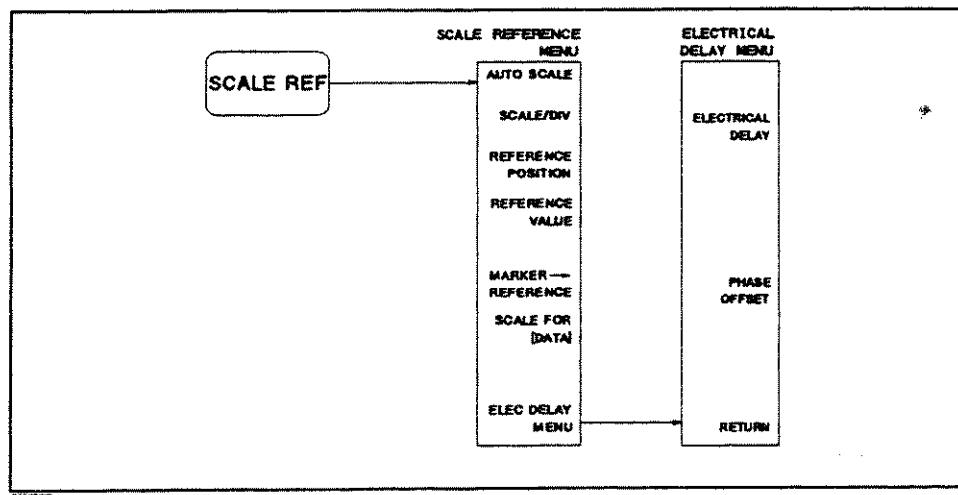 SCALE REF
SCALE REFERENCE
MENU
AUTO SCALE
SCALE/DIV
REFERENCE
POSITION
REFERENCE
VALUE
MARKER →
REFERENCE
SCALE FOR
[DATA]
ELEC DELAY
MENU
ELECTRICAL
DELAY MENU
ELECTRICAL
DELAY
PHASE
OFFSET
RETURN